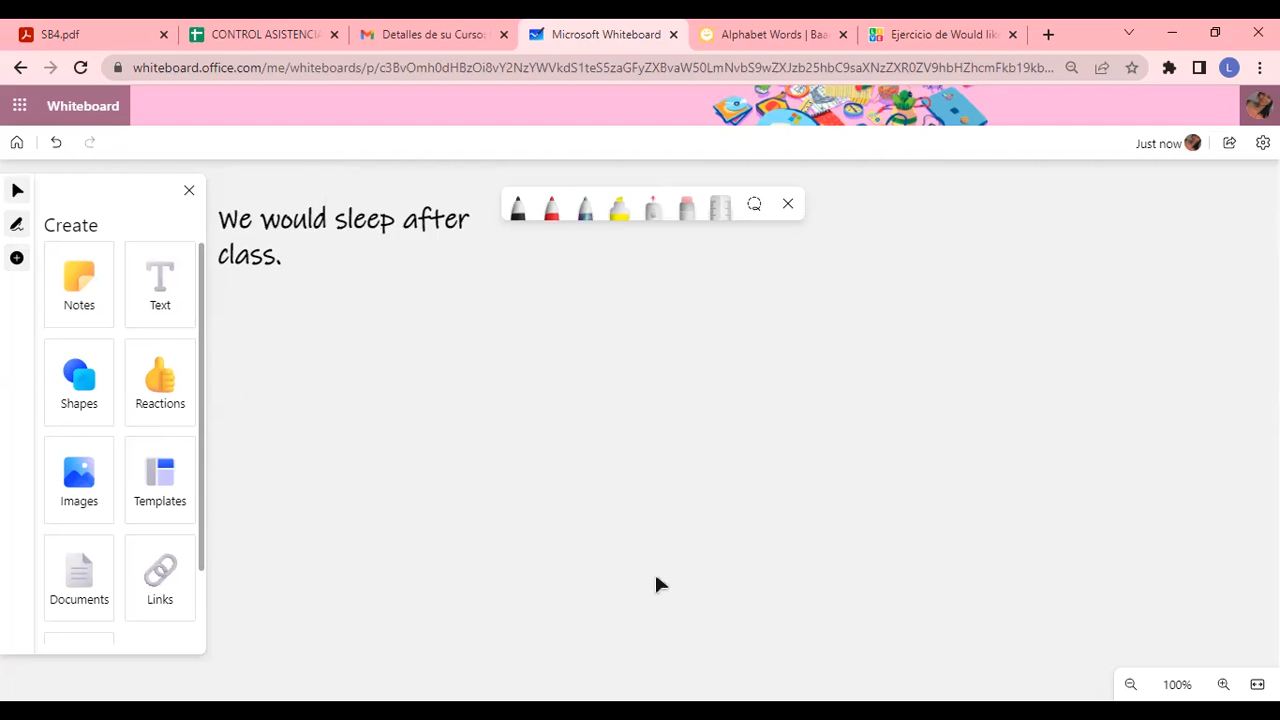 SB4.pdf
CONTROL ASISTENCI
Detalles de su Curso:
Microsoft Whiteboard
Alphabet Words | Baa
Ejercicio de Would like
whiteboard.office.com/me/whiteboards/p/c3BvOmh0dHBzOi8vY2NzYWVkdS1teS5zaGFyZXBvaW50LmNvbS9wZXJzb25hbC9saXNzZXR0ZV9hbHZhcmFkb19kb...
L
Whiteboard
Just now
Create
We would sleep after
class.
Notes
Text
Shapes
Reactions
Images
Templates
Documents
Links
100%